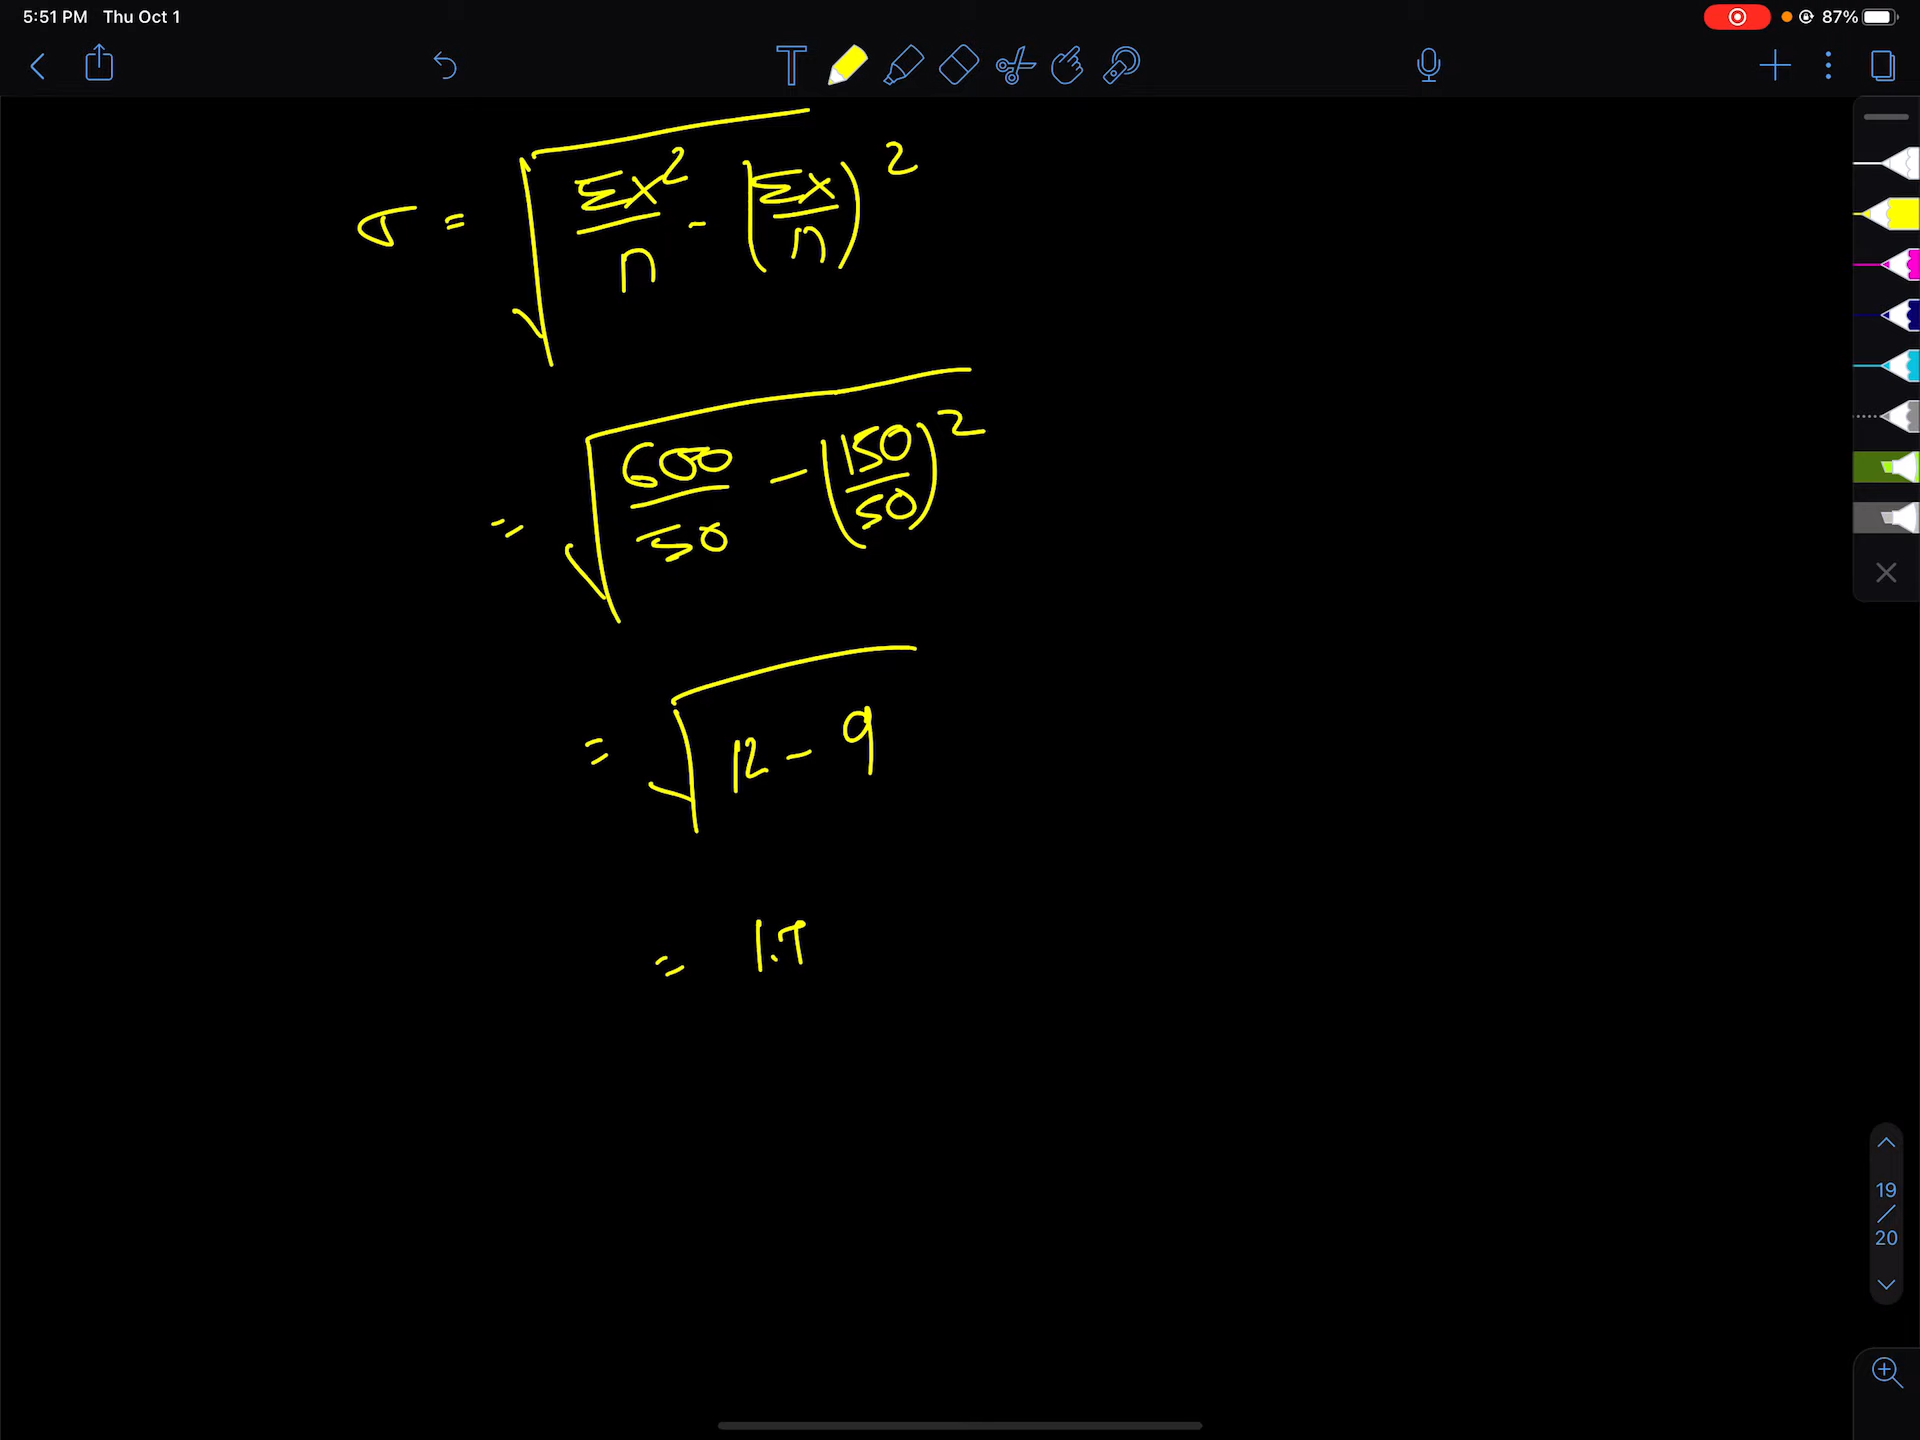 5:51 PM Thu Oct 1 87%
T
σ = √(Σx²/n - (Σx/n)²)
= √(600/50 - (150/50)²)
= √(12 - 9)
= 1.7
19
/
20